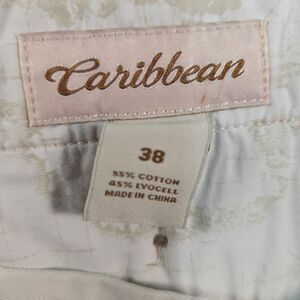 Caribbean
38
55% COTTON
45% LYOCELL
MADE IN CHINA